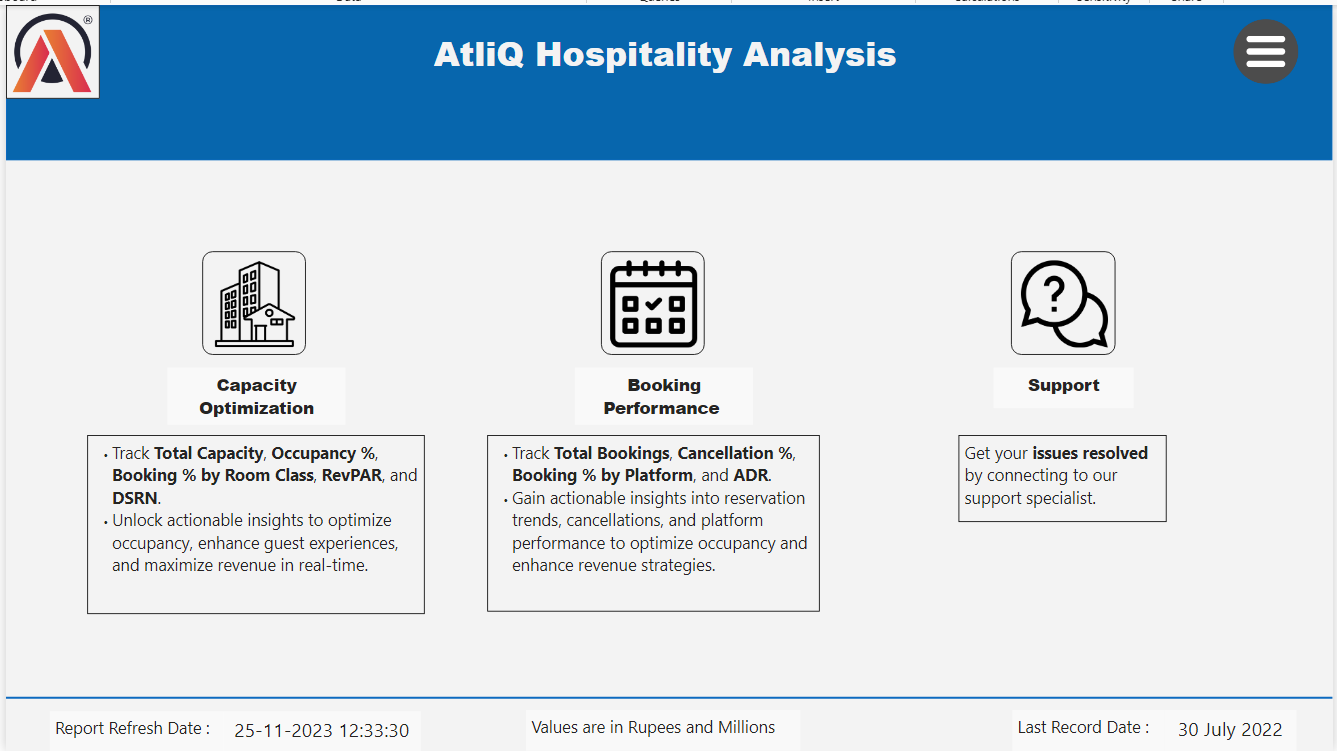 ®
AtliQ Hospitality Analysis
?
Capacity
Optimization
• Track Total Capacity, Occupancy %,
Booking % by Room Class, RevPAR, and
DSRN.
• Unlock actionable insights to optimize
occupancy, enhance guest experiences,
and maximize revenue in real-time.
Booking
Performance
• Track Total Bookings, Cancellation %,
Booking % by Platform, and ADR.
• Gain actionable insights into reservation
trends, cancellations, and platform
performance to optimize occupancy and
enhance revenue strategies.
Support
Get your issues resolved
by connecting to our
support specialist.
Report Refresh Date : 25-11-2023 12:33:30
Values are in Rupees and Millions
Last Record Date : 30 July 2022